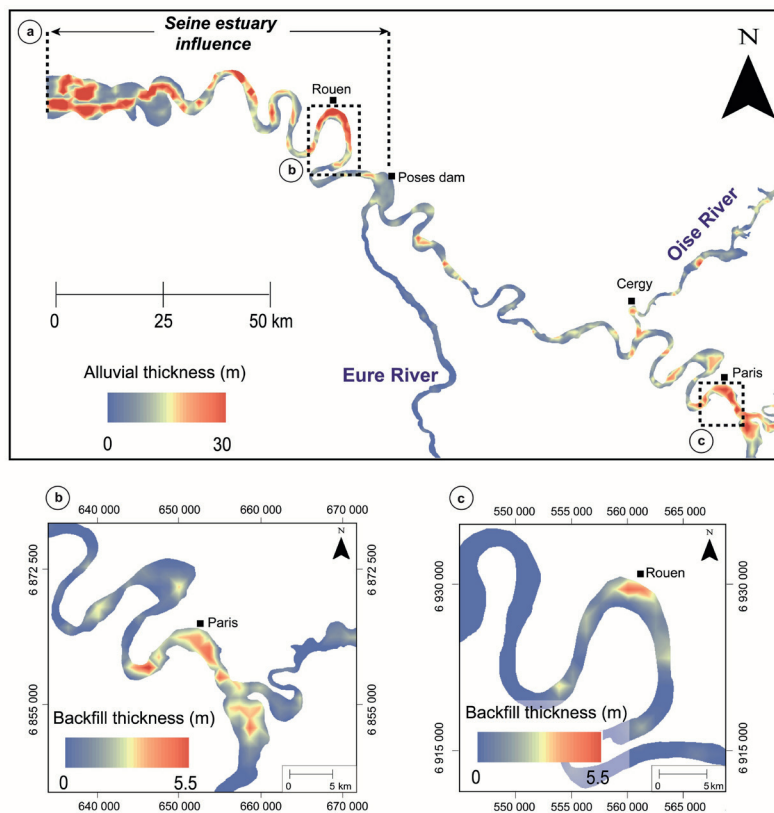 a
Seine estuary
influence
N
Rouen
b
Poses dam
Oise River
Cergy
0 25 50 km
Alluvial thickness (m)
0 30
Eure River
Paris
c
b
640 000 650 000 660 000 670 000
N
6 872 500
6 872 500
Paris
6 855 000
6 855 000
Backfill thickness (m)
0 5.5
0 5 km
640 000 650 000 660 000 670 000
c
550 000 555 000 560 000 565 000
N
Rouen
6 930 000
6 930 000
Backfill thickness (m)
6 915 000
6 915 000
0 5.5
0 5 km
550 000 555 000 560 000 565 000